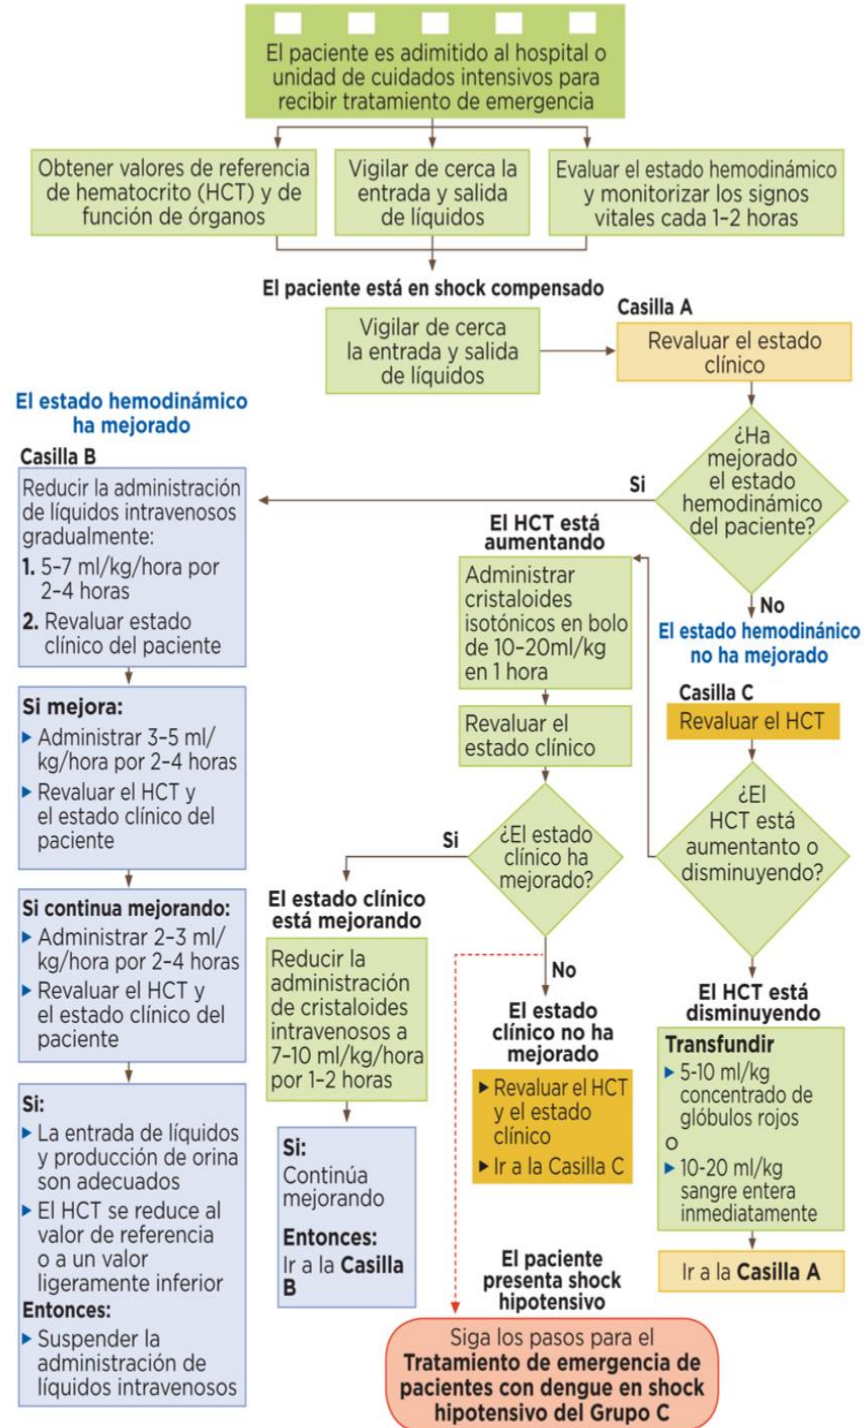 El paciente es adimitido al hospital o
unidad de cuidados intensivos para
recibir tratamiento de emergencia
Obtener valores de referencia
de hematocrito (HCT) y de
función de órganos
Vigilar de cerca la
entrada y salida
de líquidos
Evaluar el estado hemodinámico
y monitorizar los signos
vitales cada 1–2 horas
El paciente está en shock compensado
Vigilar de cerca
la entrada y salida
de líquidos
Casilla A
Revaluar el estado
clínico
¿Ha
mejorado
el estado
hemodinámico
del paciente?
Si
El estado hemodinámico
ha mejorado
Casilla B
Reducir la administración
de líquidos intravenosos
gradualmente:
1. 5–7 ml/kg/hora por
2–4 horas
2. Revaluar estado
clínico del paciente
Si mejora:
▶ Administrar 3–5 ml/
kg/hora por 2–4 horas
▶ Revaluar el HCT y
el estado clínico del
paciente
Si continua mejorando:
▶ Administrar 2–3 ml/
kg/hora por 2–4 horas
▶ Revaluar el HCT y
el estado clínico del
paciente
Si:
▶ La entrada de líquidos
y producción de orina
son adecuados
▶ El HCT se reduce al
valor de referencia
o a un valor
ligeramente inferior
Entonces:
▶ Suspender la
administración de
líquidos intravenosos
No
El estado hemodinánico
no ha mejorado
Casilla C
Revaluar el HCT
¿El
HCT está
aumentanto o
disminuyendo?
El HCT está
aumentando
Administrar
cristaloides
isotónicos en bolo
de 10–20ml/kg
en 1 hora
Revaluar el
estado clínico
¿El estado
clínico ha
mejorado?
Si
El estado clínico
está mejorando
Reducir la
administración
de cristaloides
intravenosos a
7–10 ml/kg/hora
por 1–2 horas
Si:
Continúa
mejorando
Entonces:
Ir a la Casilla
B
No
El estado
clínico no ha
mejorado
▶ Revaluar el HCT
y el estado
clínico
▶ Ir a la Casilla C
El HCT está
disminuyendo
Transfundir
▶ 5-10 ml/kg
concentrado de
glóbulos rojos
O
▶ 10-20 ml/kg
sangre entera
inmediatamente
Ir a la Casilla A
El paciente
presenta shock
hipotensivo
Siga los pasos para el
Tratamiento de emergencia de
pacientes con dengue en shock
hipotensivo del Grupo C